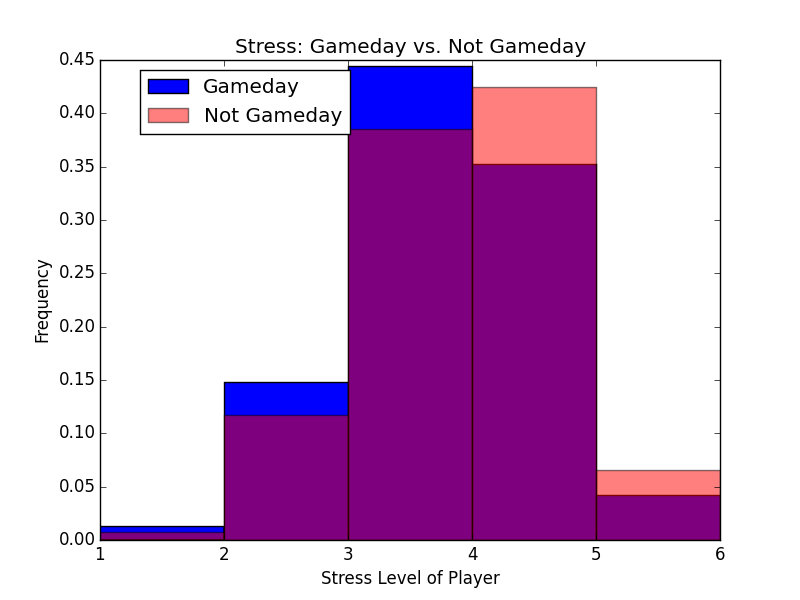 Stress: Gameday vs. Not Gameday
0.45
0.40
0.35
0.30
0.25
0.20
0.15
0.10
0.05
0.00
Frequency
Gameday
Not Gameday
1 2 3 4 5 6
Stress Level of Player